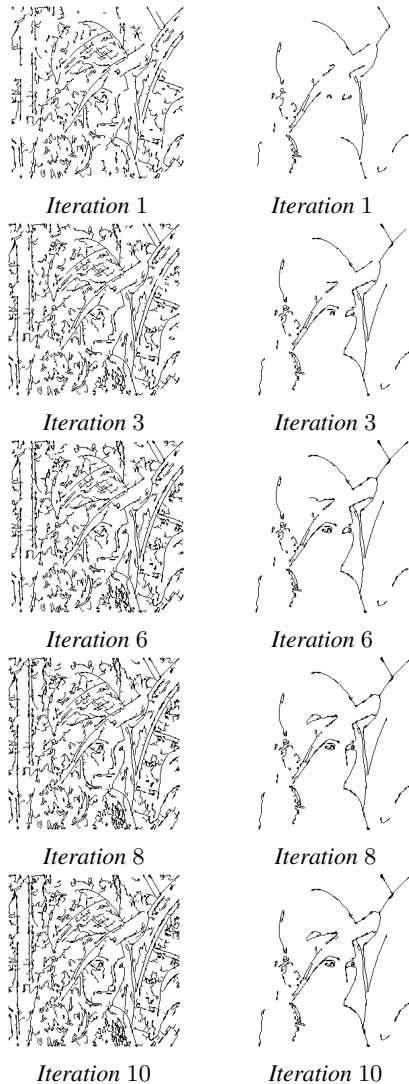 Iteration 1 Iteration 1
Iteration 3 Iteration 3
Iteration 6 Iteration 6
Iteration 8 Iteration 8
Iteration 10 Iteration 10